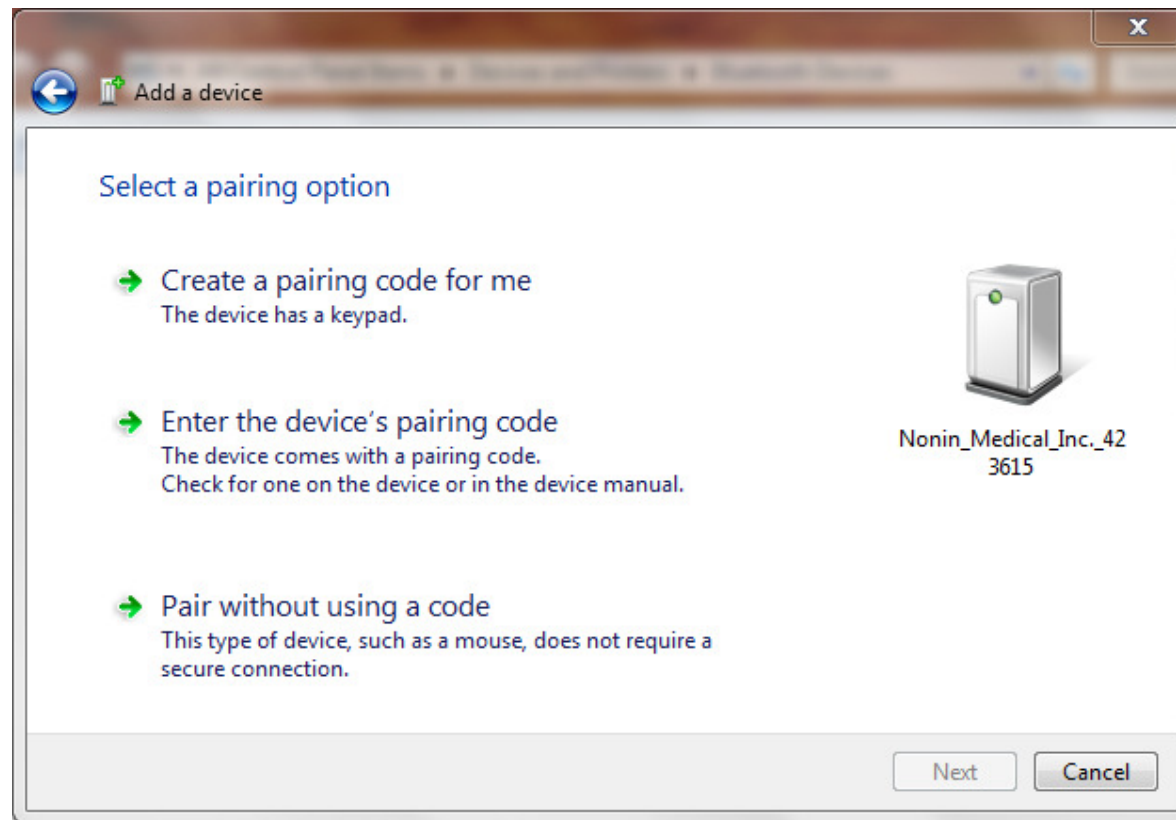 x
Add a device
Select a pairing option
Create a pairing code for me
The device has a keypad.
Enter the device's pairing code
The device comes with a pairing code.
Check for one on the device or in the device manual.
Pair without using a code
This type of device, such as a mouse, does not require a
secure connection.
Nonin_Medical_Inc._42
3615
Next
Cancel